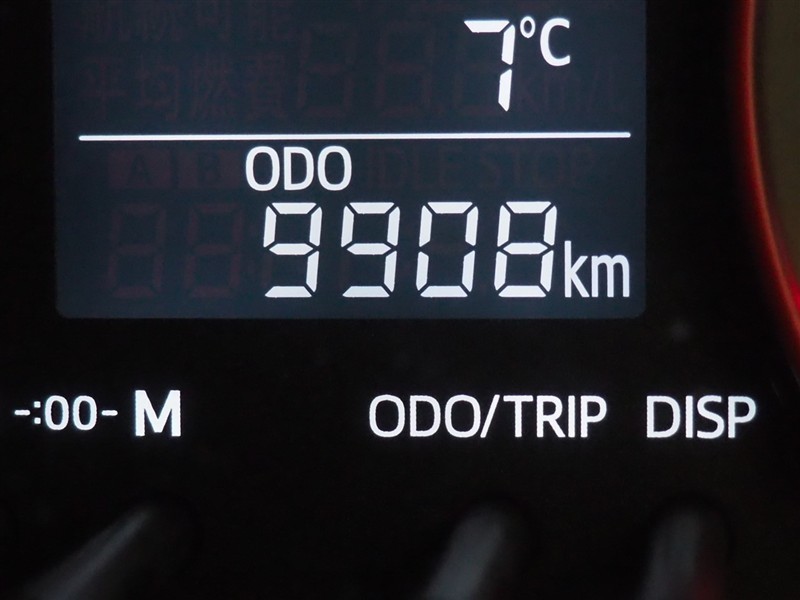 7°C
ODO
9908km
-:00- M ODO/TRIP DISP